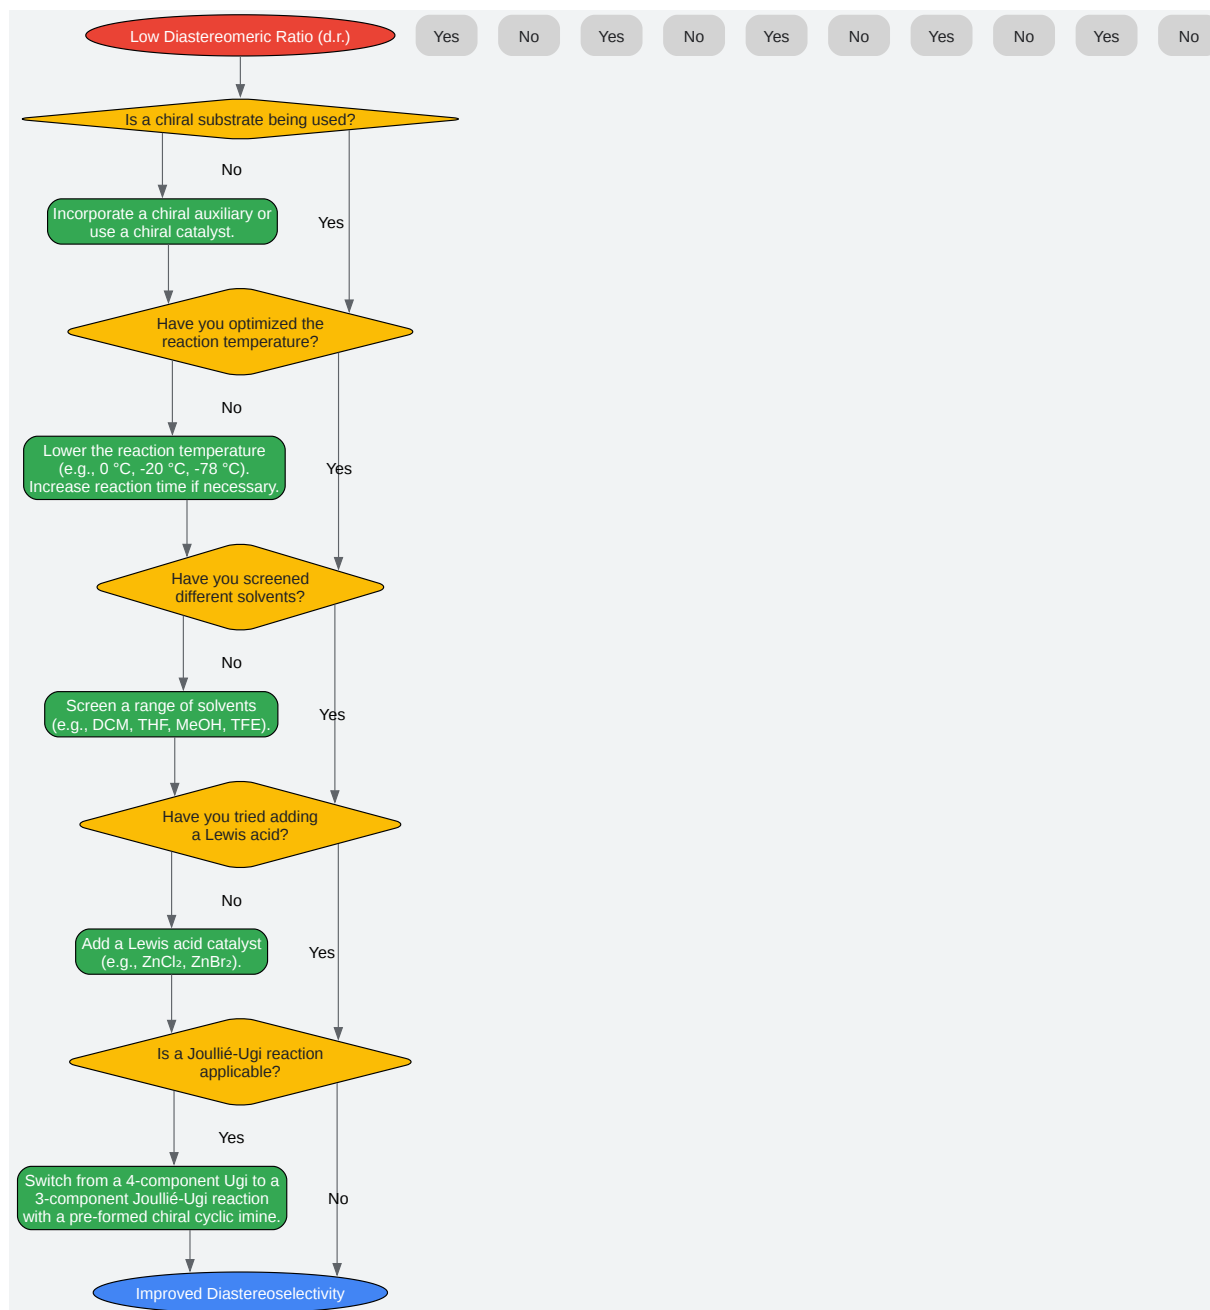 Low Diastereomeric Ratio (d.r.)
Yes
No
Yes
No
Yes
No
Yes
No
Yes
No
Is a chiral substrate being used?
No
Incorporate a chiral auxiliary or
use a chiral catalyst.
Yes
Have you optimized the
reaction temperature?
No
Lower the reaction temperature
(e.g., 0 °C, -20 °C, -78 °C).
Increase reaction time if necessary.
Yes
Have you screened
different solvents?
No
Screen a range of solvents
(e.g., DCM, THF, MeOH, TFE).
Yes
Have you tried adding
a Lewis acid?
No
Add a Lewis acid catalyst
(e.g., ZnCl₂, ZnBr₂).
Yes
Is a Joullié-Ugi reaction
applicable?
Yes
Switch from a 4-component Ugi to a
3-component Joullié-Ugi reaction
with a pre-formed chiral cyclic imine.
No
Improved Diastereoselectivity